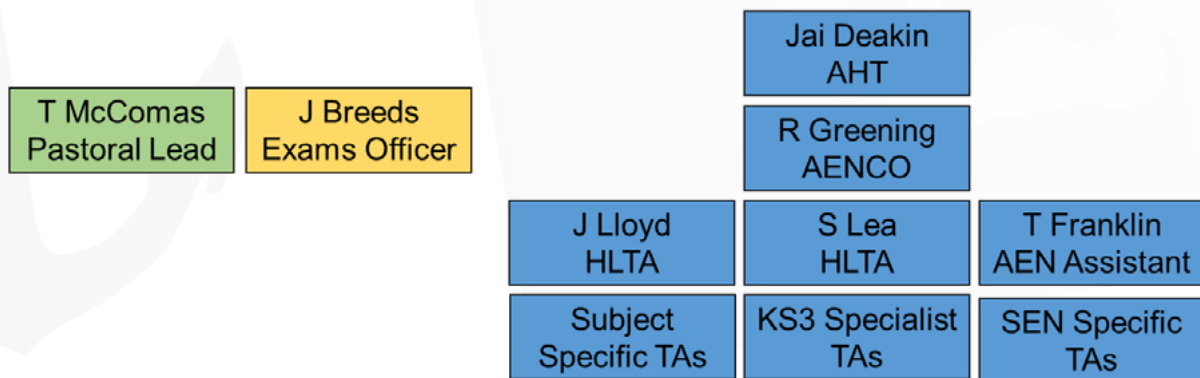 Jai Deakin
AHT
T McComas
Pastoral Lead
J Breeds
Exams Officer
R Greening
AENCO
J Lloyd
HLTA
S Lea
HLTA
T Franklin
AEN Assistant
Subject
Specific TAs
KS3 Specialist
TAs
SEN Specific
TAs